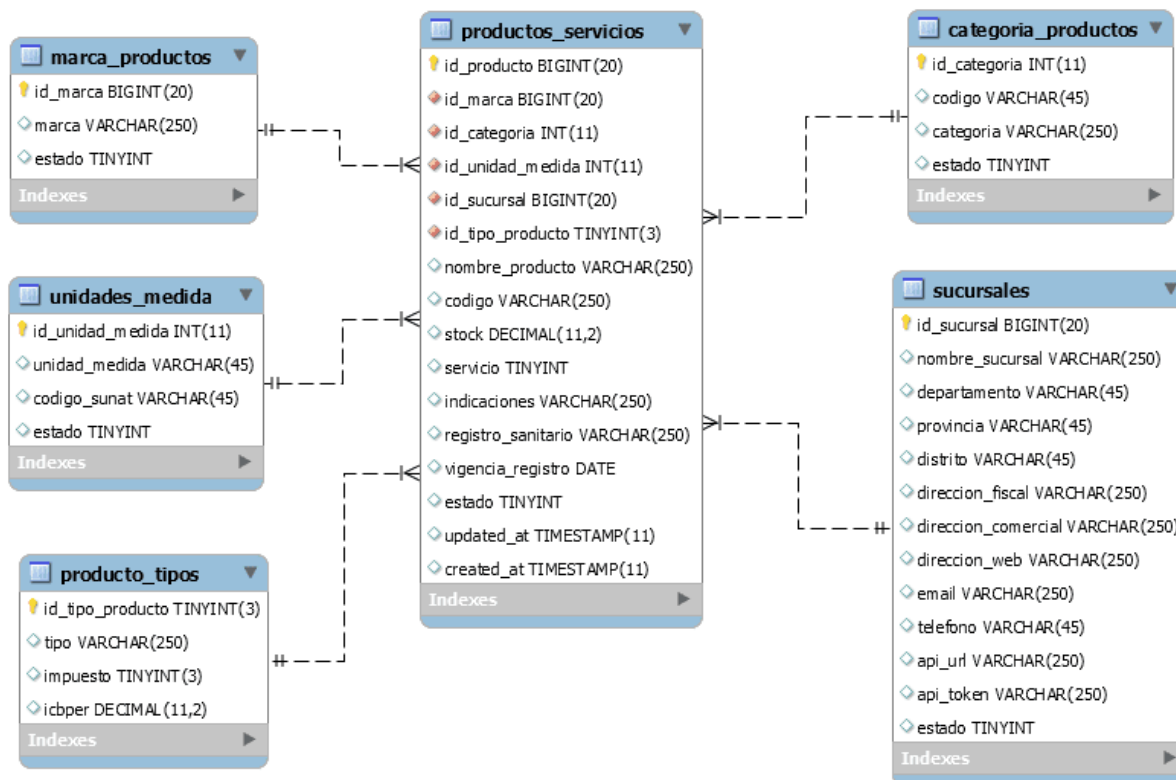 marca_productos
id_marca BIGINT(20)
marca VARCHAR(250)
estado TINYINT
Indexes
unidades_medida
id_unidad_medida INT(11)
unidad_medida VARCHAR(45)
codigo_sunat VARCHAR(45)
estado TINYINT
Indexes
producto_tipos
id_tipo_producto TINYINT(3)
tipo VARCHAR(250)
impuesto TINYINT(3)
icbper DECIMAL(11,2)
Indexes
productos_servicios
id_producto BIGINT(20)
id_marca BIGINT(20)
id_categoria INT(11)
id_unidad_medida INT(11)
id_sucursal BIGINT(20)
id_tipo_producto TINYINT(3)
nombre_producto VARCHAR(250)
codigo VARCHAR(250)
stock DECIMAL(11,2)
servicio TINYINT
indicaciones VARCHAR(250)
registro_sanitario VARCHAR(250)
vigencia_registro DATE
estado TINYINT
updated_at TIMESTAMP(11)
created_at TIMESTAMP(11)
Indexes
categoria_productos
id_categoria INT(11)
codigo VARCHAR(45)
categoria VARCHAR(250)
estado TINYINT
Indexes
sucursales
id_sucursal BIGINT(20)
nombre_sucursal VARCHAR(250)
departamento VARCHAR(45)
provincia VARCHAR(45)
distrito VARCHAR(45)
direccion_fiscal VARCHAR(250)
direccion_comercial VARCHAR(250)
direccion_web VARCHAR(250)
email VARCHAR(250)
telefono VARCHAR(45)
api_url VARCHAR(250)
api_token VARCHAR(250)
estado TINYINT
Indexes